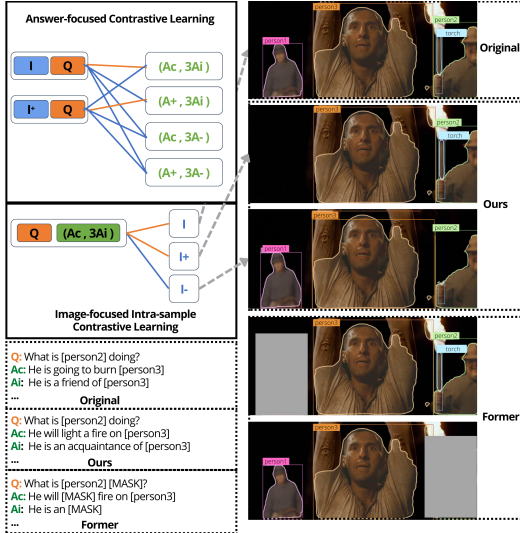 Answer-focused Contrastive Learning
I Q
I+ Q
(Ac , 3Ai )
(A+ , 3Ai )
(Ac , 3A- )
(A+ , 3A- )
Q (Ac , 3Ai )
I
I+
I-
Image-focused Intra-sample
Contrastive Learning
Q: What is [person2] doing?
Ac: He is going to burn [person3]
Ai: He is a friend of [person3]
...
Original
Q: What is [person2] doing?
Ac: He will light a fire on [person3]
Ai: He is an acquaintance of [person3]
...
Ours
Q: What is [person2] [MASK]?
Ac: He will [MASK] fire on [person3]
Ai: He is an [MASK]
...
Former
person3
person2
person1
torch
Original
person3
person2
torch
Ours
person3
person2
person1
person3
person2
torch
Former
person3
person1